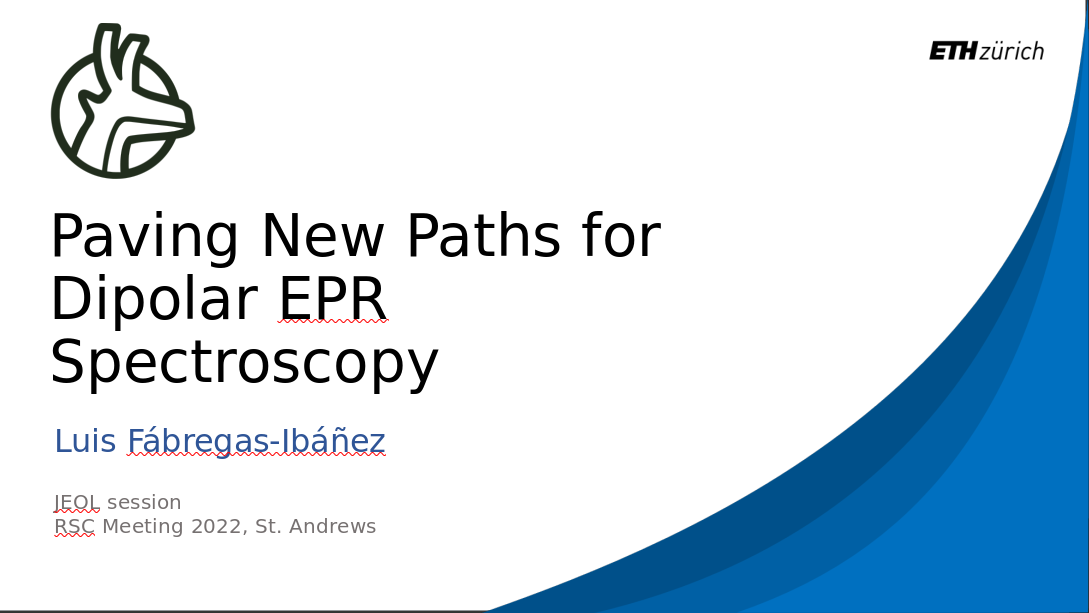 ETH zürich
Paving New Paths for
Dipolar EPR
Spectroscopy
Luis Fábregas-Ibáñez
JEOL session
RSC Meeting 2022, St. Andrews